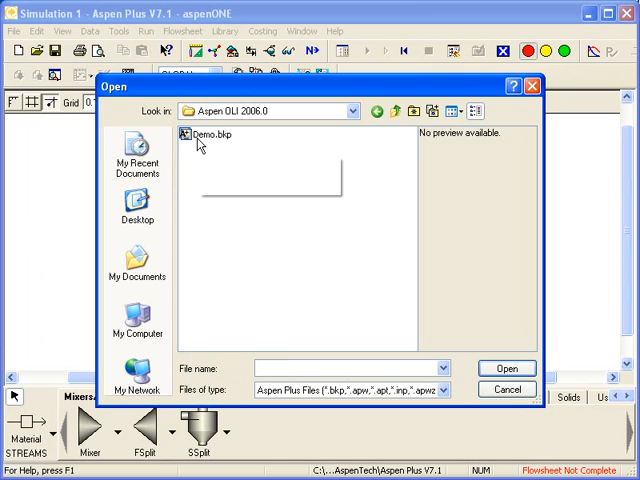 Simulation 1 - Aspen Plus V7.1 - aspenONE
File Edit View Data Tools Run Flowsheet Library Costing Window Help
N»
Grid
Open
Look in: Aspen OLI 2006.0
Demo.bkp
No preview available.
My Recent
Documents
Desktop
My Documents
My Computer
My Network
File name:
Open
Files of type: Aspen Plus Files (*.bkp,*.apw,*.apt,*.inp,*.apwz
Cancel
Mixers
Solids
Us
Material
STREAMS
Mixer
FSplit
SSplit
For Help, press F1
C:\...AspenTech\Aspen Plus V7.1
NUM
Flowsheet Not Complete